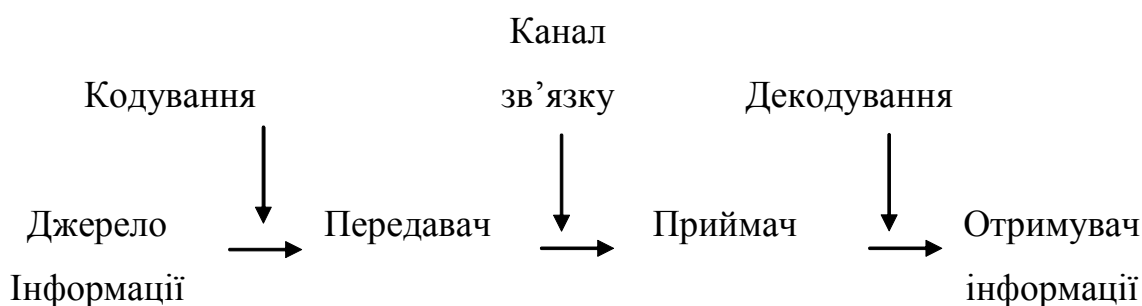 Канал
Кодування зв’язку Декодування
Джерело Передавач Приймач Отримувач
Інформації інформації